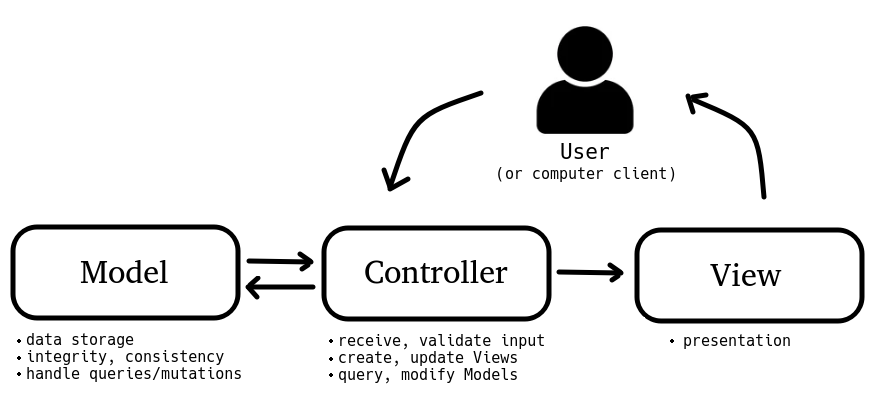 User
(or computer client)
Model
Controller
View
• data storage
• integrity, consistency
• handle queries/mutations
• receive, validate input
• create, update Views
• query, modify Models
• presentation